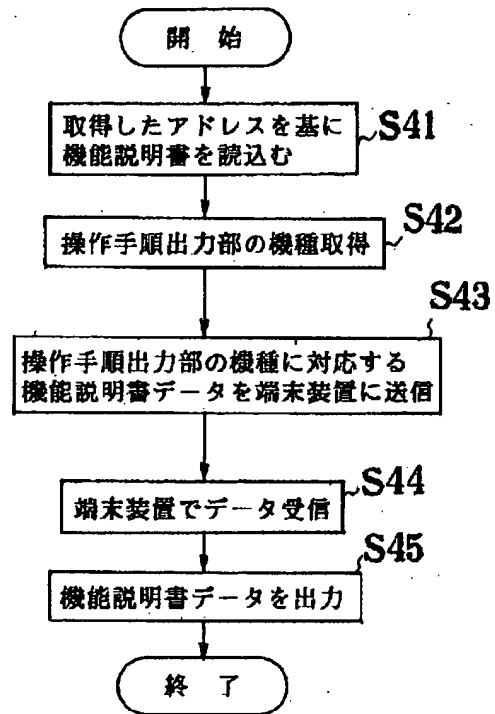 開 始
取得したアドレスを基に
機能説明書を読込む
S41
操作手順出力部の機種取得
S42
S43
操作手順出力部の機種に対応する
機能説明書データを端末装置に送信
S44
端末装置でデータ受信
S45
機能説明書データを出力
終 了